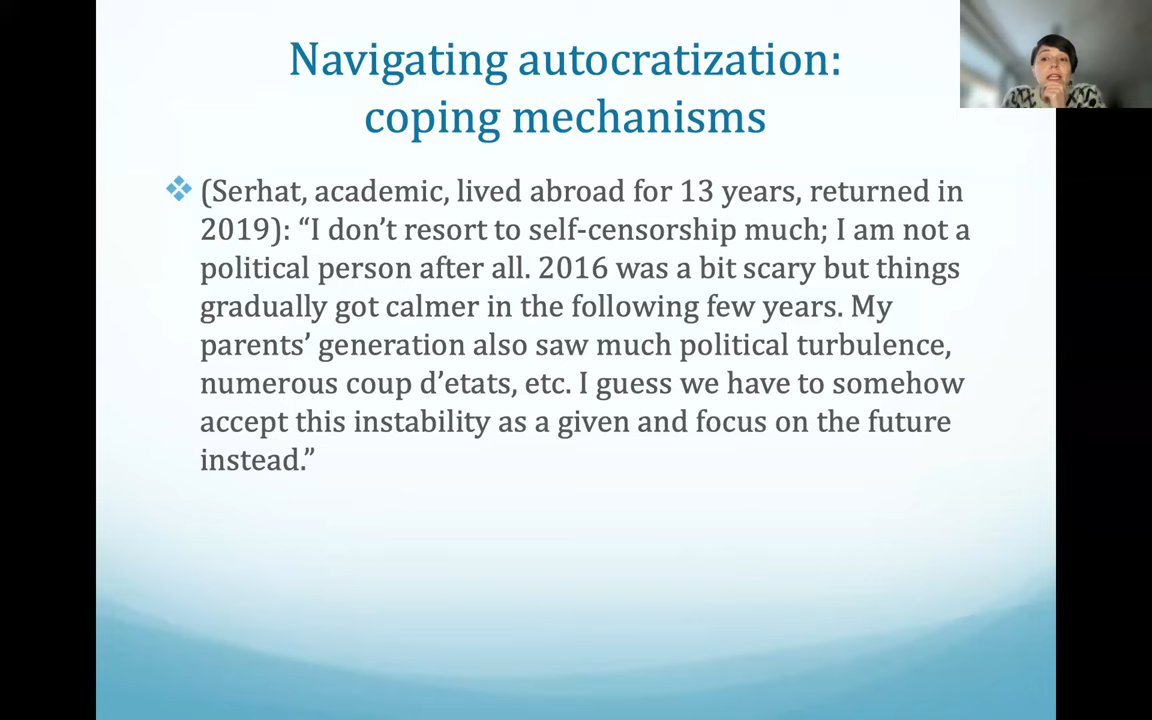 Navigating autocratization:
coping mechanisms
(Serhat, academic, lived abroad for 13 years, returned in
2019): “I don’t resort to self-censorship much; I am not a
political person after all. 2016 was a bit scary but things
gradually got calmer in the following few years. My
parents’ generation also saw much political turbulence,
numerous coup d’etats, etc. I guess we have to somehow
accept this instability as a given and focus on the future
instead.”